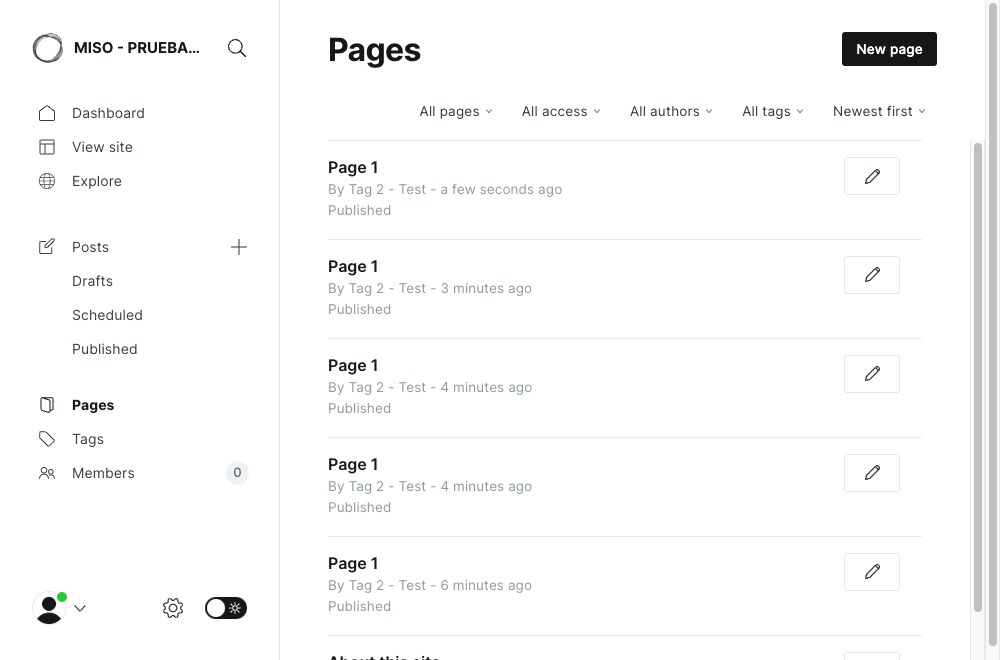 MISO - PRUEBA...
Dashboard
View site
Explore
Posts
Drafts
Scheduled
Published
Pages
Tags
Members 0
Pages
New page
All pages All access All authors All tags Newest first
Page 1
By Tag 2 - Test - a few seconds ago
Published
Page 1
By Tag 2 - Test - 3 minutes ago
Published
Page 1
By Tag 2 - Test - 4 minutes ago
Published
Page 1
By Tag 2 - Test - 4 minutes ago
Published
Page 1
By Tag 2 - Test - 6 minutes ago
Published
About this site